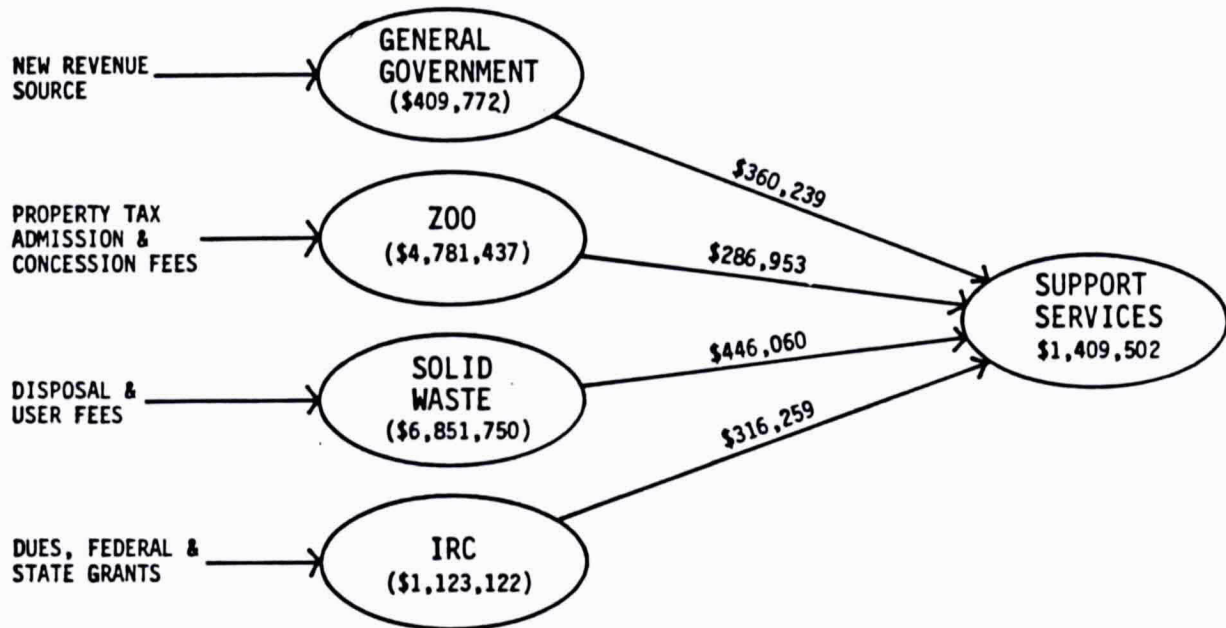 NEW REVENUE
SOURCE
GENERAL
GOVERNMENT
($409,772)
$360,239
PROPERTY TAX
ADMISSION &
CONCESSION FEES
ZOO
($4,781,437)
$286,953
SUPPORT
SERVICES
$1,409,502
DISPOSAL &
USER FEES
SOLID
WASTE
($6,851,750)
$446,060
$316,259
DUES, FEDERAL &
STATE GRANTS
IRC
($1,123,122)